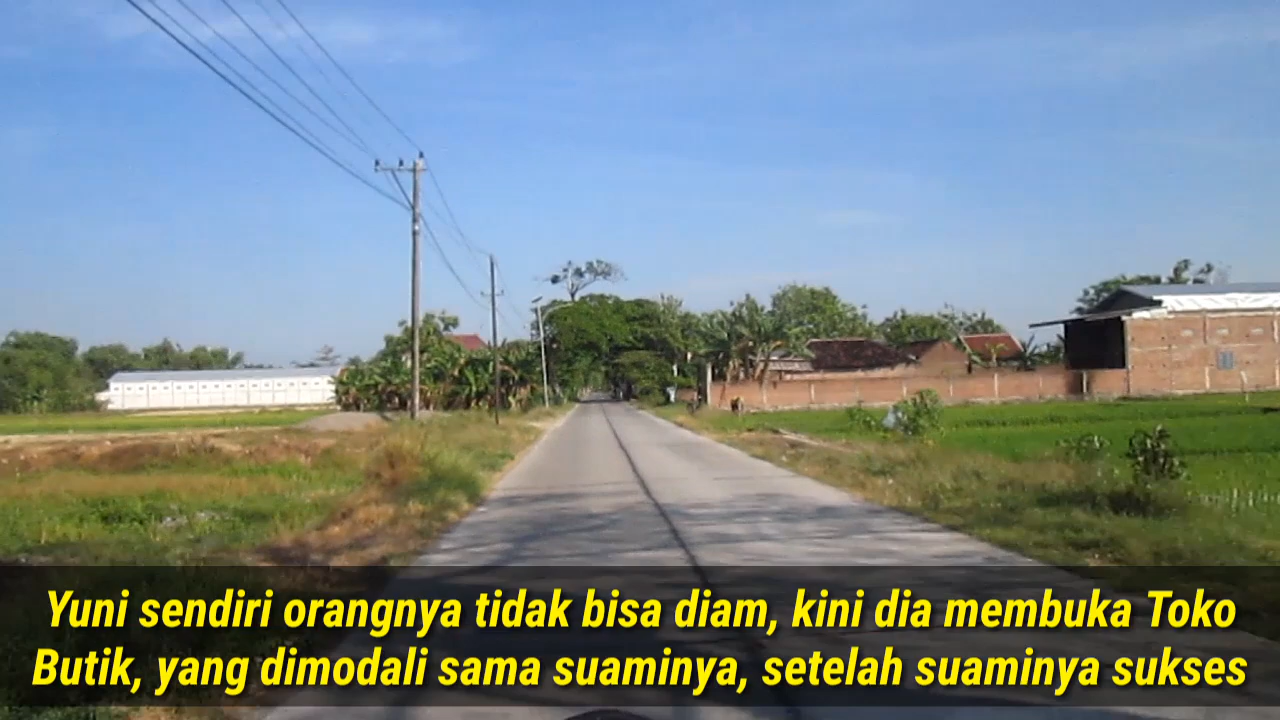 Yuni sendiri orangnya tidak bisa diam, kini dia membuka Toko
Butik, yang dimodali sama suaminya, setelah suaminya sukses